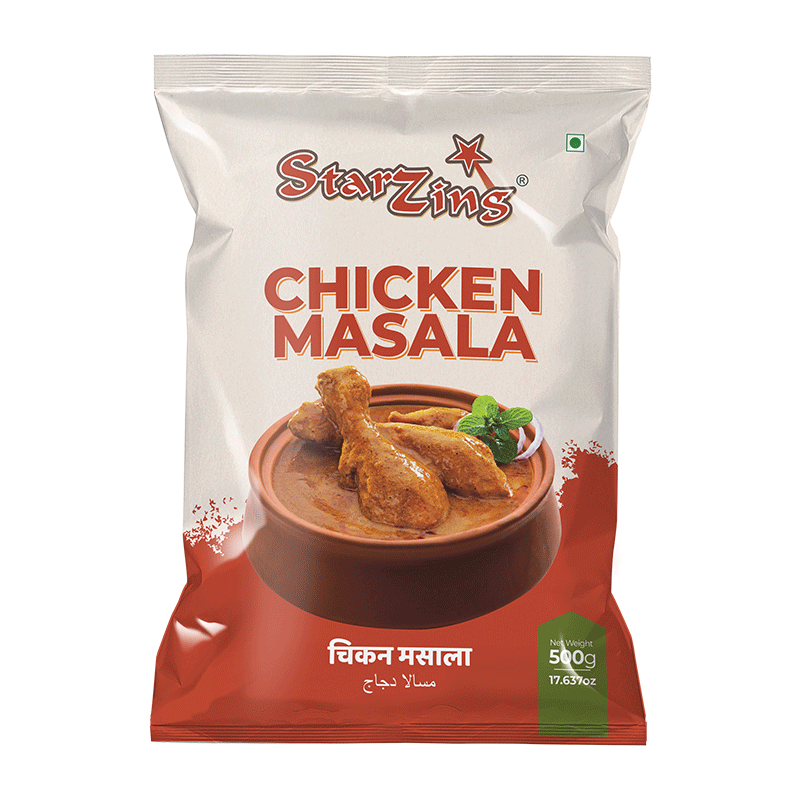 StarZing®
CHICKEN
MASALA
चिकन मसाला
مسالا دجاج
Net Weight
500g
17.637oz